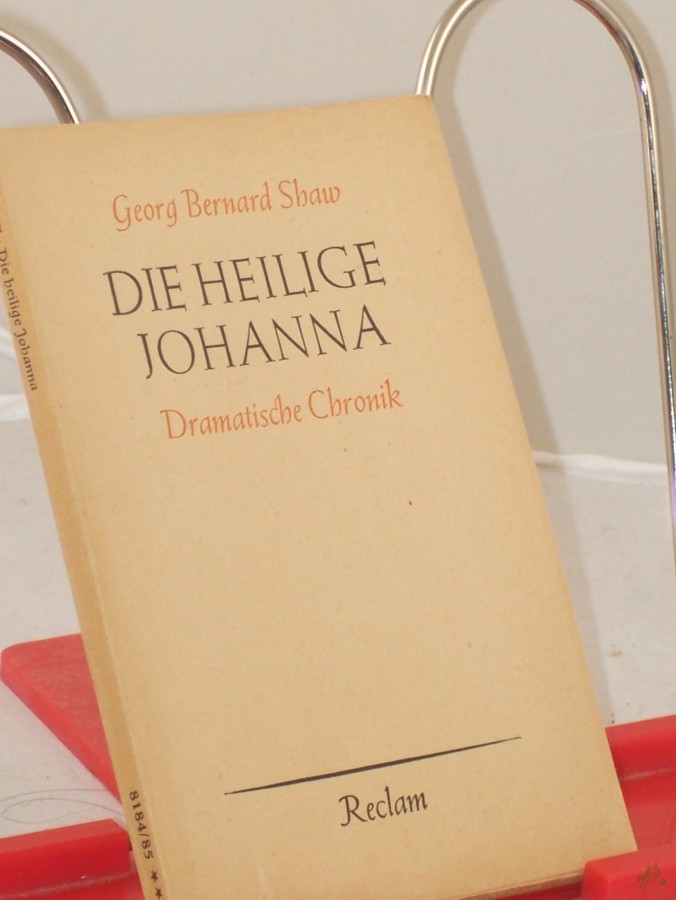 Georg Bernard Shaw
DIE HEILIGE
JOHANNA
Dramatische Chronik
Reclam
Die heilige Johanna
8184/85 ★ ★